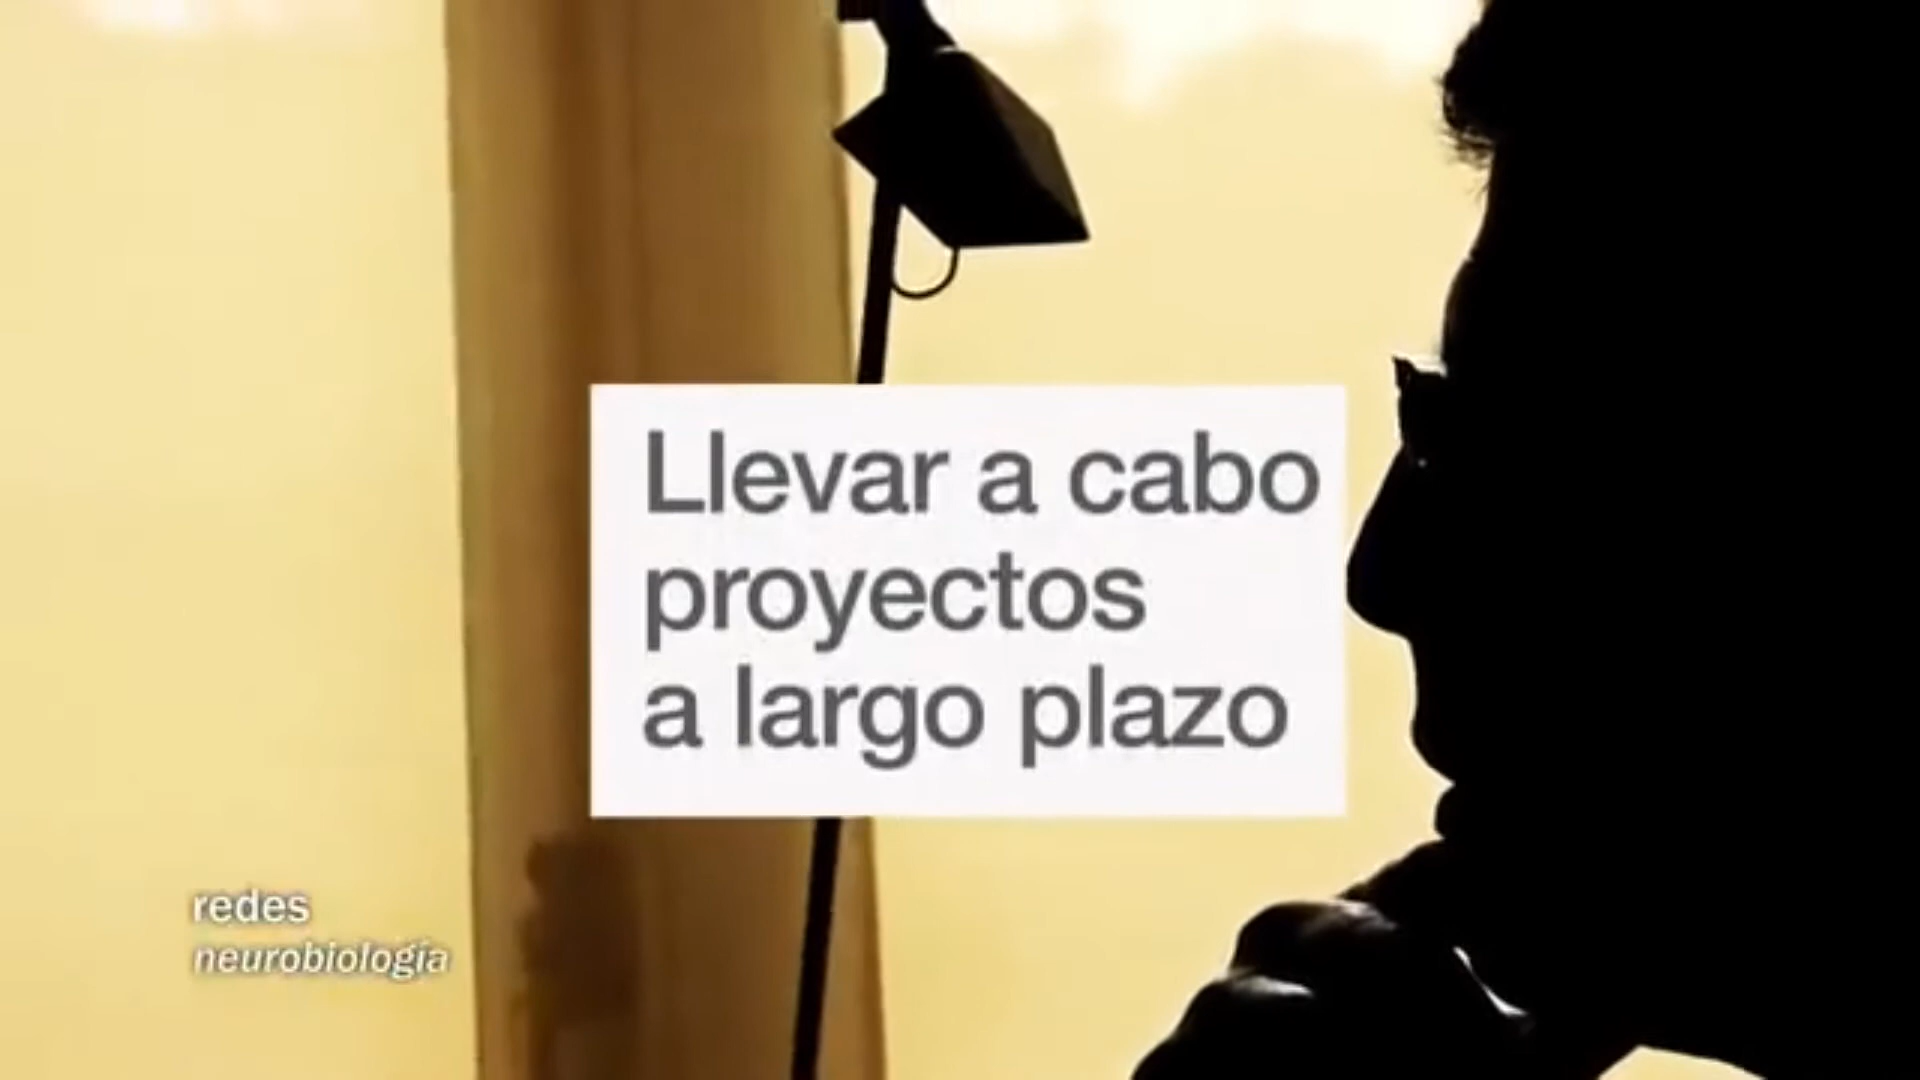 Llevar a cabo
proyectos
a largo plazo
redes
neurobiología